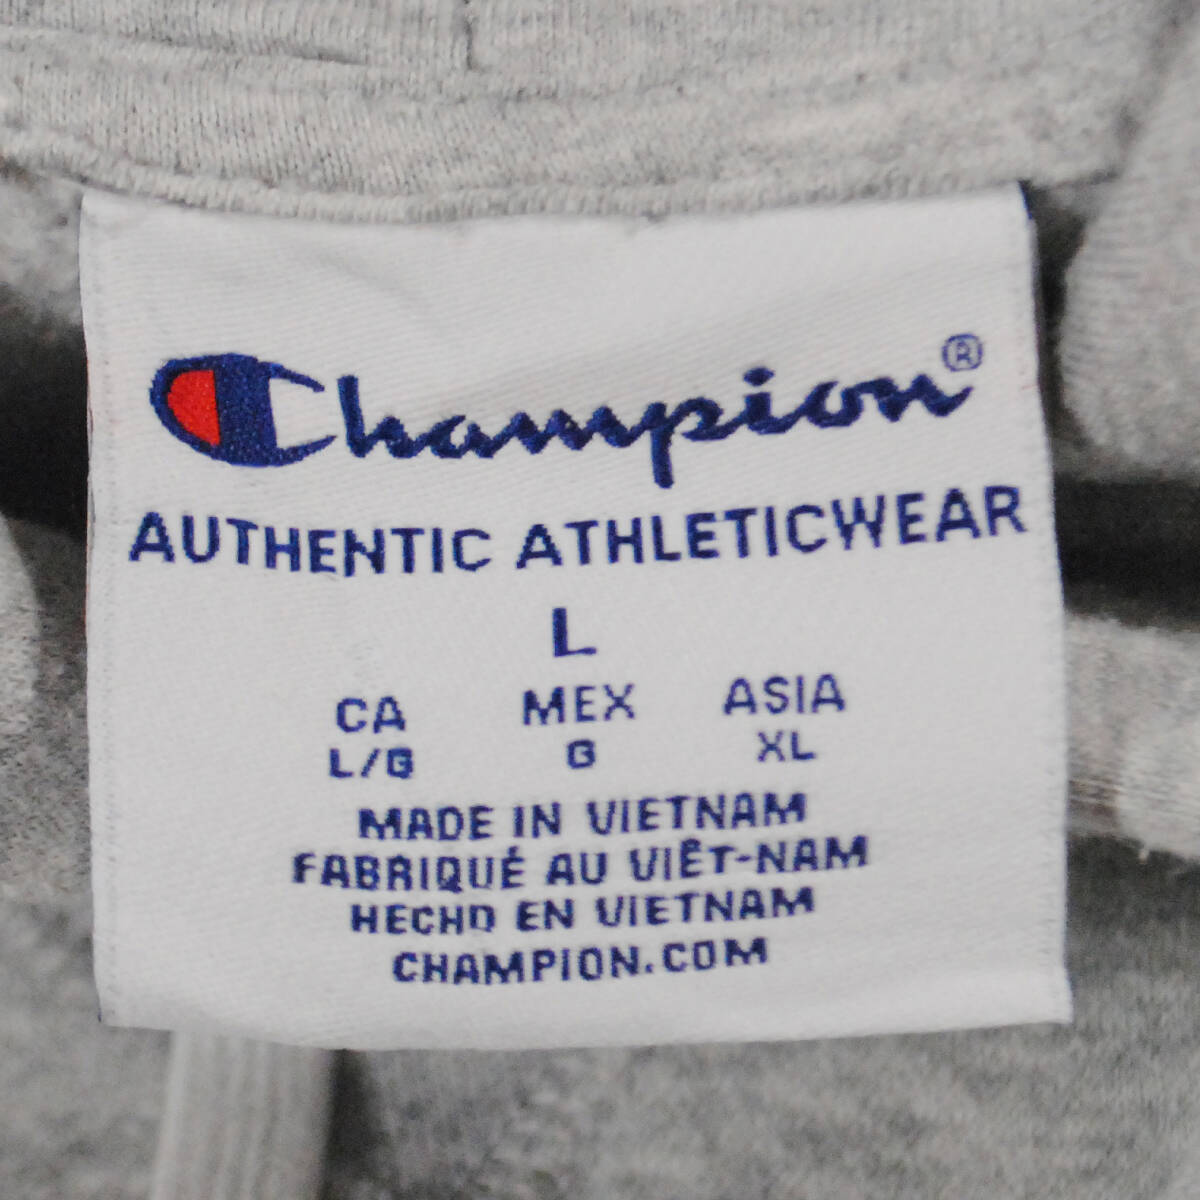 Champion®
AUTHENTIC ATHLETICWEAR
L
CA MEX ASIA
L/G G XL
MADE IN VIETNAM
FABRIQUÉ AU VIÊT-NAM
HECHO EN VIETNAM
CHAMPION.COM